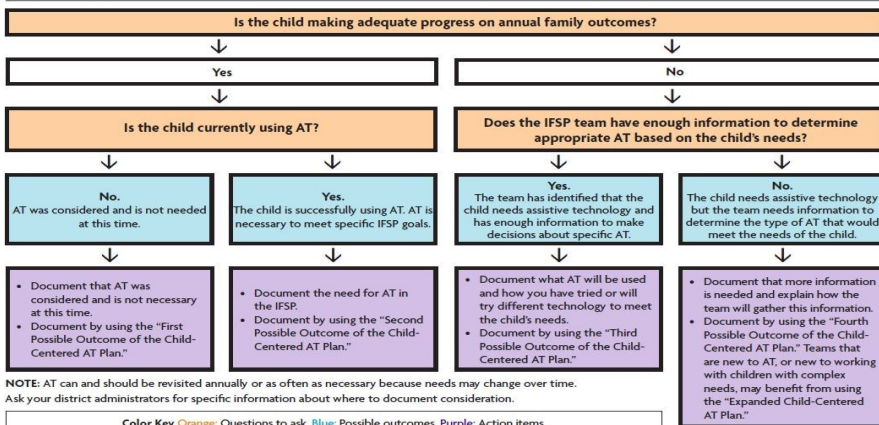 Is the child making adequate progress on annual family outcomes?
Yes
No
Is the child currently using AT?
Does the IFSP team have enough information to determine
appropriate AT based on the child's needs?
No.
AT was considered and is not needed
at this time.
Yes.
The child is successfully using AT. AT is
necessary to meet specific IFSP goals.
Yes.
The team has identified that the
child needs assistive technology and
has enough information to make
decisions about specific AT.
No.
The child needs assistive technology
but the team needs information to
determine the type of AT that would
meet the needs of the child.
• Document that AT was
considered and is not necessary
at this time.
• Document by using the “First
Possible Outcome of the Child-
Centered AT Plan.”
• Document the need for AT in
the IFSP.
• Document by using the “Second
Possible Outcome of the Child-
Centered AT Plan.”
• Document what AT will be used
and how you have tried or will
try different technology to meet
the child's needs.
• Document by using the “Third
Possible Outcome of the Child-
Centered AT Plan.”
• Document that more information
is needed and explain how the
team will gather this information.
• Document by using the “Fourth
Possible Outcome of the Child-
Centered AT Plan.” Teams that
are new to AT, or new to working
with children with complex
needs, may benefit from using
the “Expanded Child-Centered
AT Plan.”
NOTE: AT can and should be revisited annually or as often as necessary because needs may change over time.
Ask your district administrators for specific information about where to document consideration.
Color Key Orange: Questions to ask Blue: Possible outcomes Purple: Action items